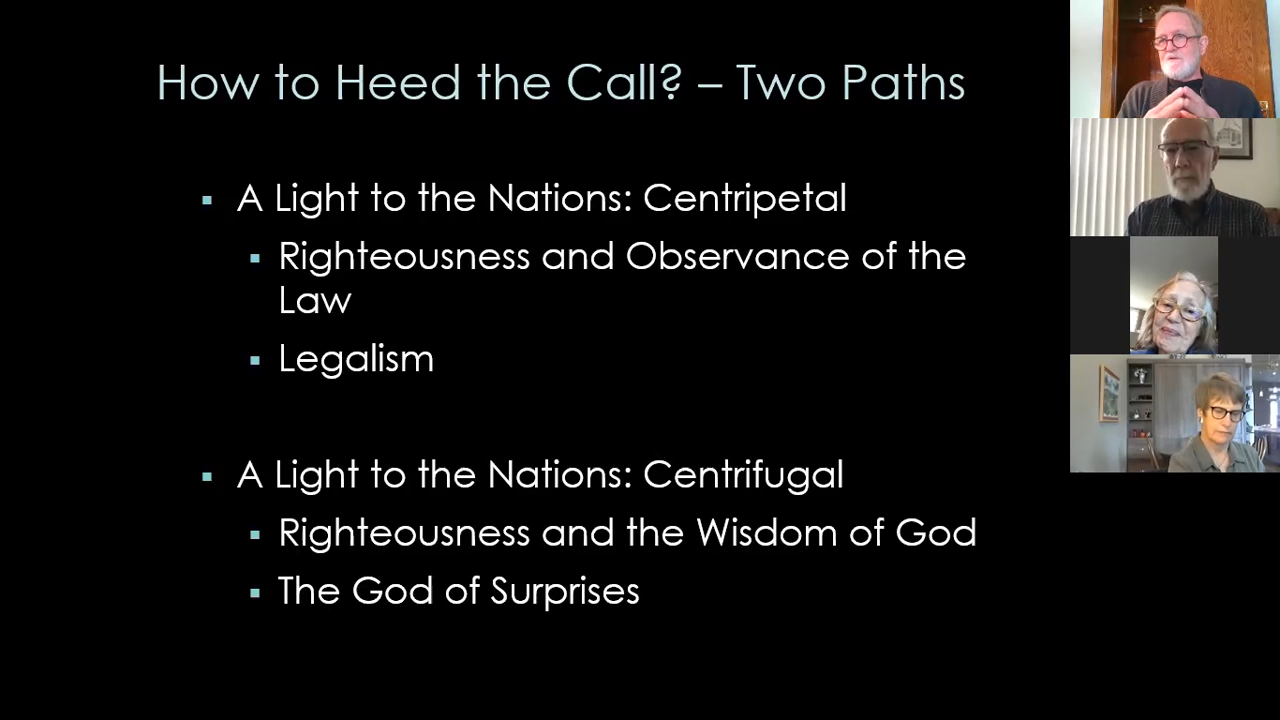 How to Heed the Call? – Two Paths
▪ A Light to the Nations: Centripetal
▪ Righteousness and Observance of the
Law
▪ Legalism
▪ A Light to the Nations: Centrifugal
▪ Righteousness and the Wisdom of God
▪ The God of Surprises